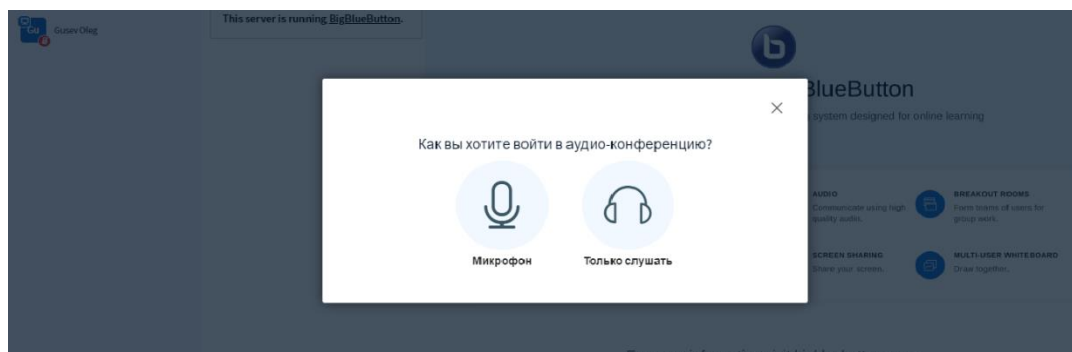 Gu
Gusev Oleg
This server is running BigBlueButton.
BlueButton
system designed for online learning
Как вы хотите войти в аудио-конференцию?
Микрофон
Только слушать
AUDIO
Communicate using high
quality audio.
BREAKOUT ROOMS
Form teams of users for
group work.
SCREEN SHARING
Share your screen.
MULTI-USER WHITEBOARD
Draw together.